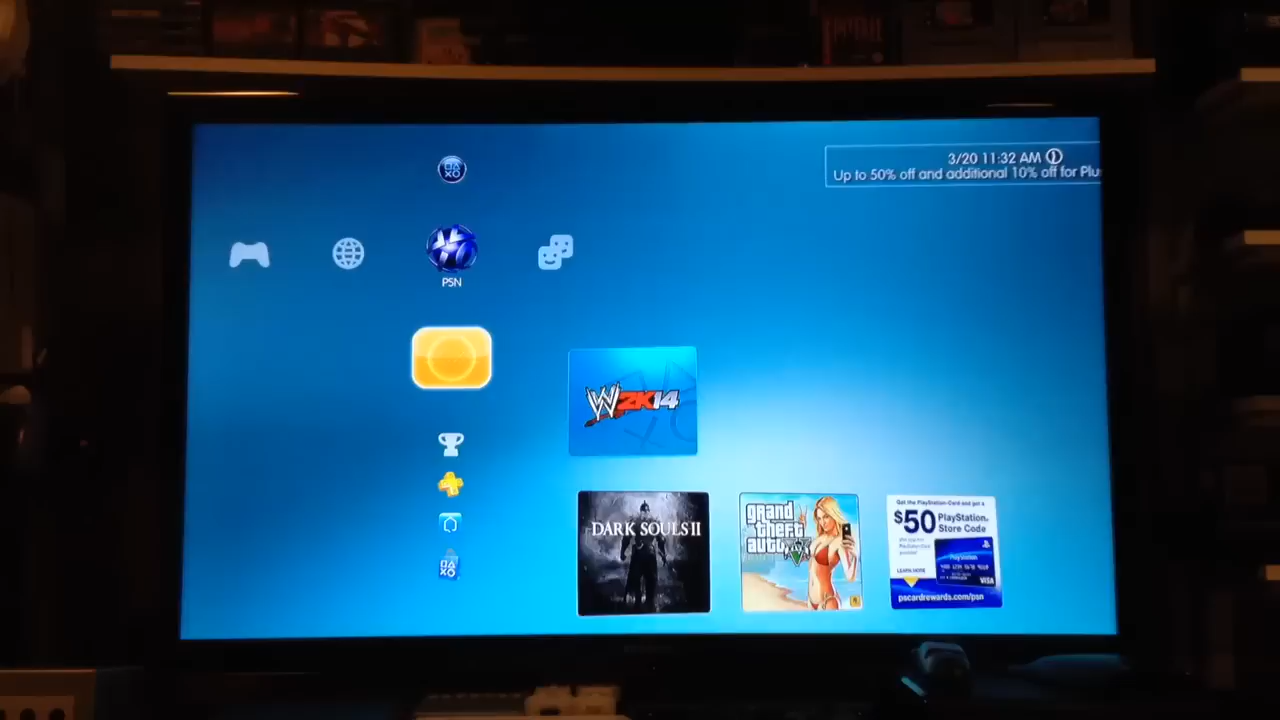 3/20 11:32 AM
Up to 50% off and additional 10% off for Plu
PSN
W2K14
DARK SOULS II
grand
theft
auto V
Get the PlayStation-Card and get a
$50 PlayStation.
Store Code
LEARN MORE
PlayStation
VISA
pscardrewards.com/psn